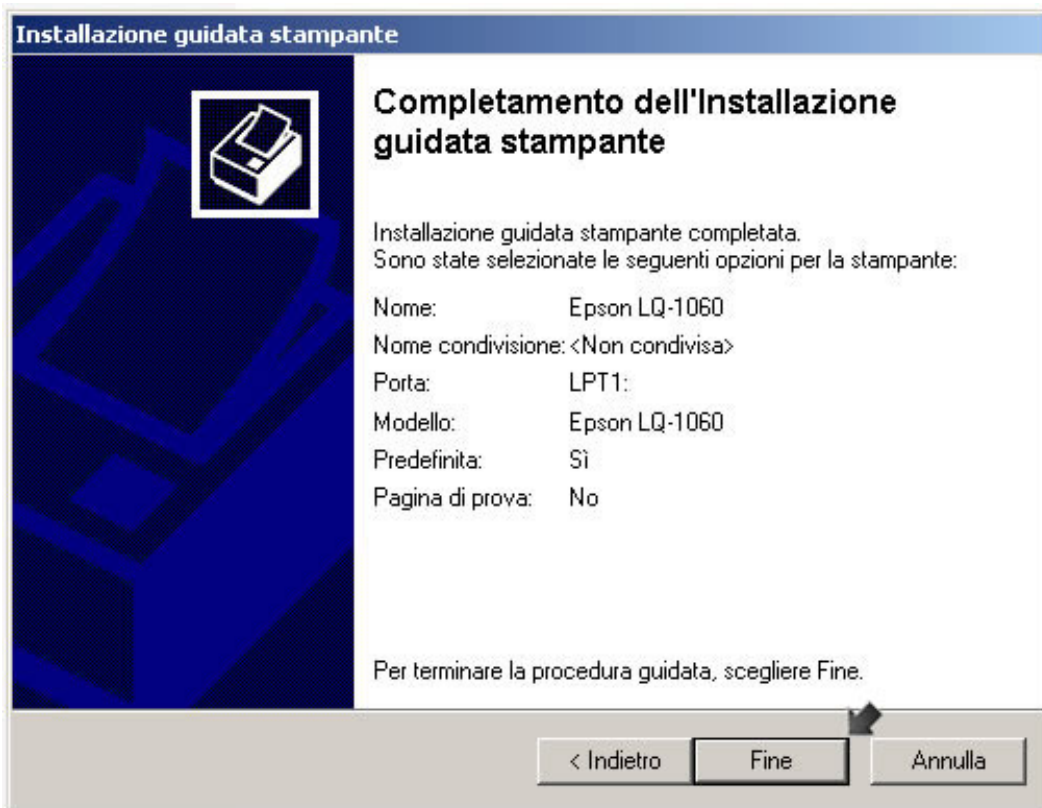 Installazione guidata stampante
Completamento dell'Installazione
guidata stampante
Installazione guidata stampante completata.
Sono state selezionate le seguenti opzioni per la stampante:
Nome: Epson LQ-1060
Nome condivisione: <Non condivisa>
Porta: LPT1:
Modello: Epson LQ-1060
Predefinita: Sì
Pagina di prova: No
Per terminare la procedura guidata, scegliere Fine.
< Indietro Fine Annulla